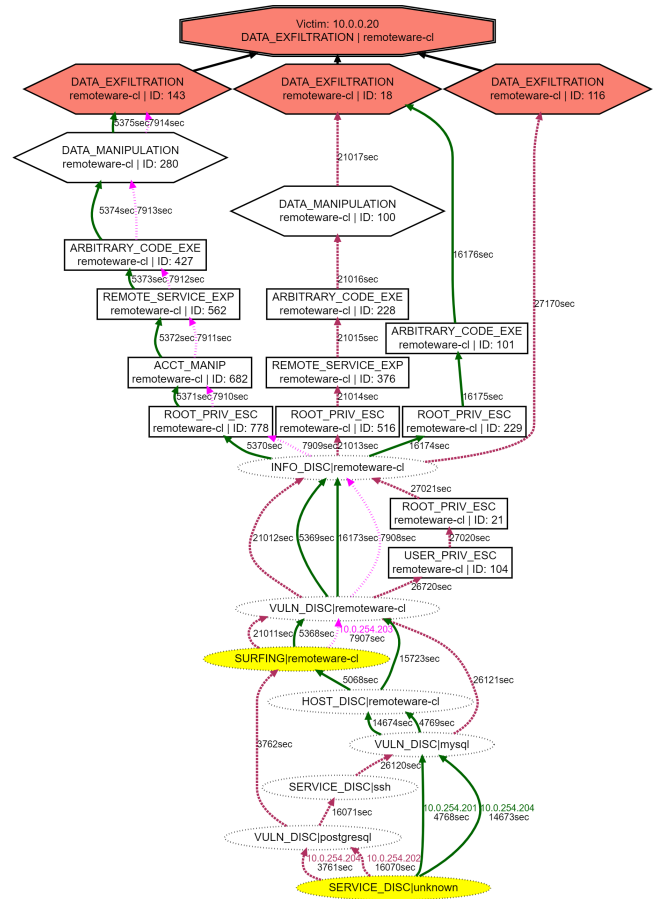 Victim: 10.0.0.20
DATA_EXFILTRATION | remoteware-cl
DATA_EXFILTRATION
remoteware-cl | ID: 143
DATA_EXFILTRATION
remoteware-cl | ID: 18
DATA_EXFILTRATION
remoteware-cl | ID: 116
5375sec
7914sec
DATA_MANIPULATION
remoteware-cl | ID: 280
21017sec
DATA_MANIPULATION
remoteware-cl | ID: 100
5374sec
7913sec
ARBITRARY_CODE_EXE
remoteware-cl | ID: 427
16176sec
5373sec
7912sec
21016sec
REMOTE_SERVICE_EXP
remoteware-cl | ID: 562
ARBITRARY_CODE_EXE
remoteware-cl | ID: 228
27170sec
5372sec
7911sec
21015sec
ARBITRARY_CODE_EXE
remoteware-cl | ID: 101
ACCT_MANIP
remoteware-cl | ID: 682
REMOTE_SERVICE_EXP
remoteware-cl | ID: 376
5371sec
7910sec
21014sec
16175sec
ROOT_PRIV_ESC
remoteware-cl | ID: 778
ROOT_PRIV_ESC
remoteware-cl | ID: 516
ROOT_PRIV_ESC
remoteware-cl | ID: 229
5370sec
7909sec
21013sec
16174sec
INFO_DISC|remoteware-cl
27021sec
ROOT_PRIV_ESC
remoteware-cl | ID: 21
21012sec
5369sec
16173sec
7908sec
27020sec
USER_PRIV_ESC
remoteware-cl | ID: 104
26720sec
VULN_DISC|remoteware-cl
21011sec
5368sec
10.0.254.203
7907sec
SURFING|remoteware-cl
15723sec
5068sec
26121sec
HOST_DISC|remoteware-cl
14674sec
4769sec
3762sec
VULN_DISC|mysql
26120sec
SERVICE_DISC|ssh
16071sec
10.0.254.201
4768sec
10.0.254.204
14673sec
VULN_DISC|postgresql
10.0.254.204
3761sec
10.0.254.202
16070sec
SERVICE_DISC|unknown